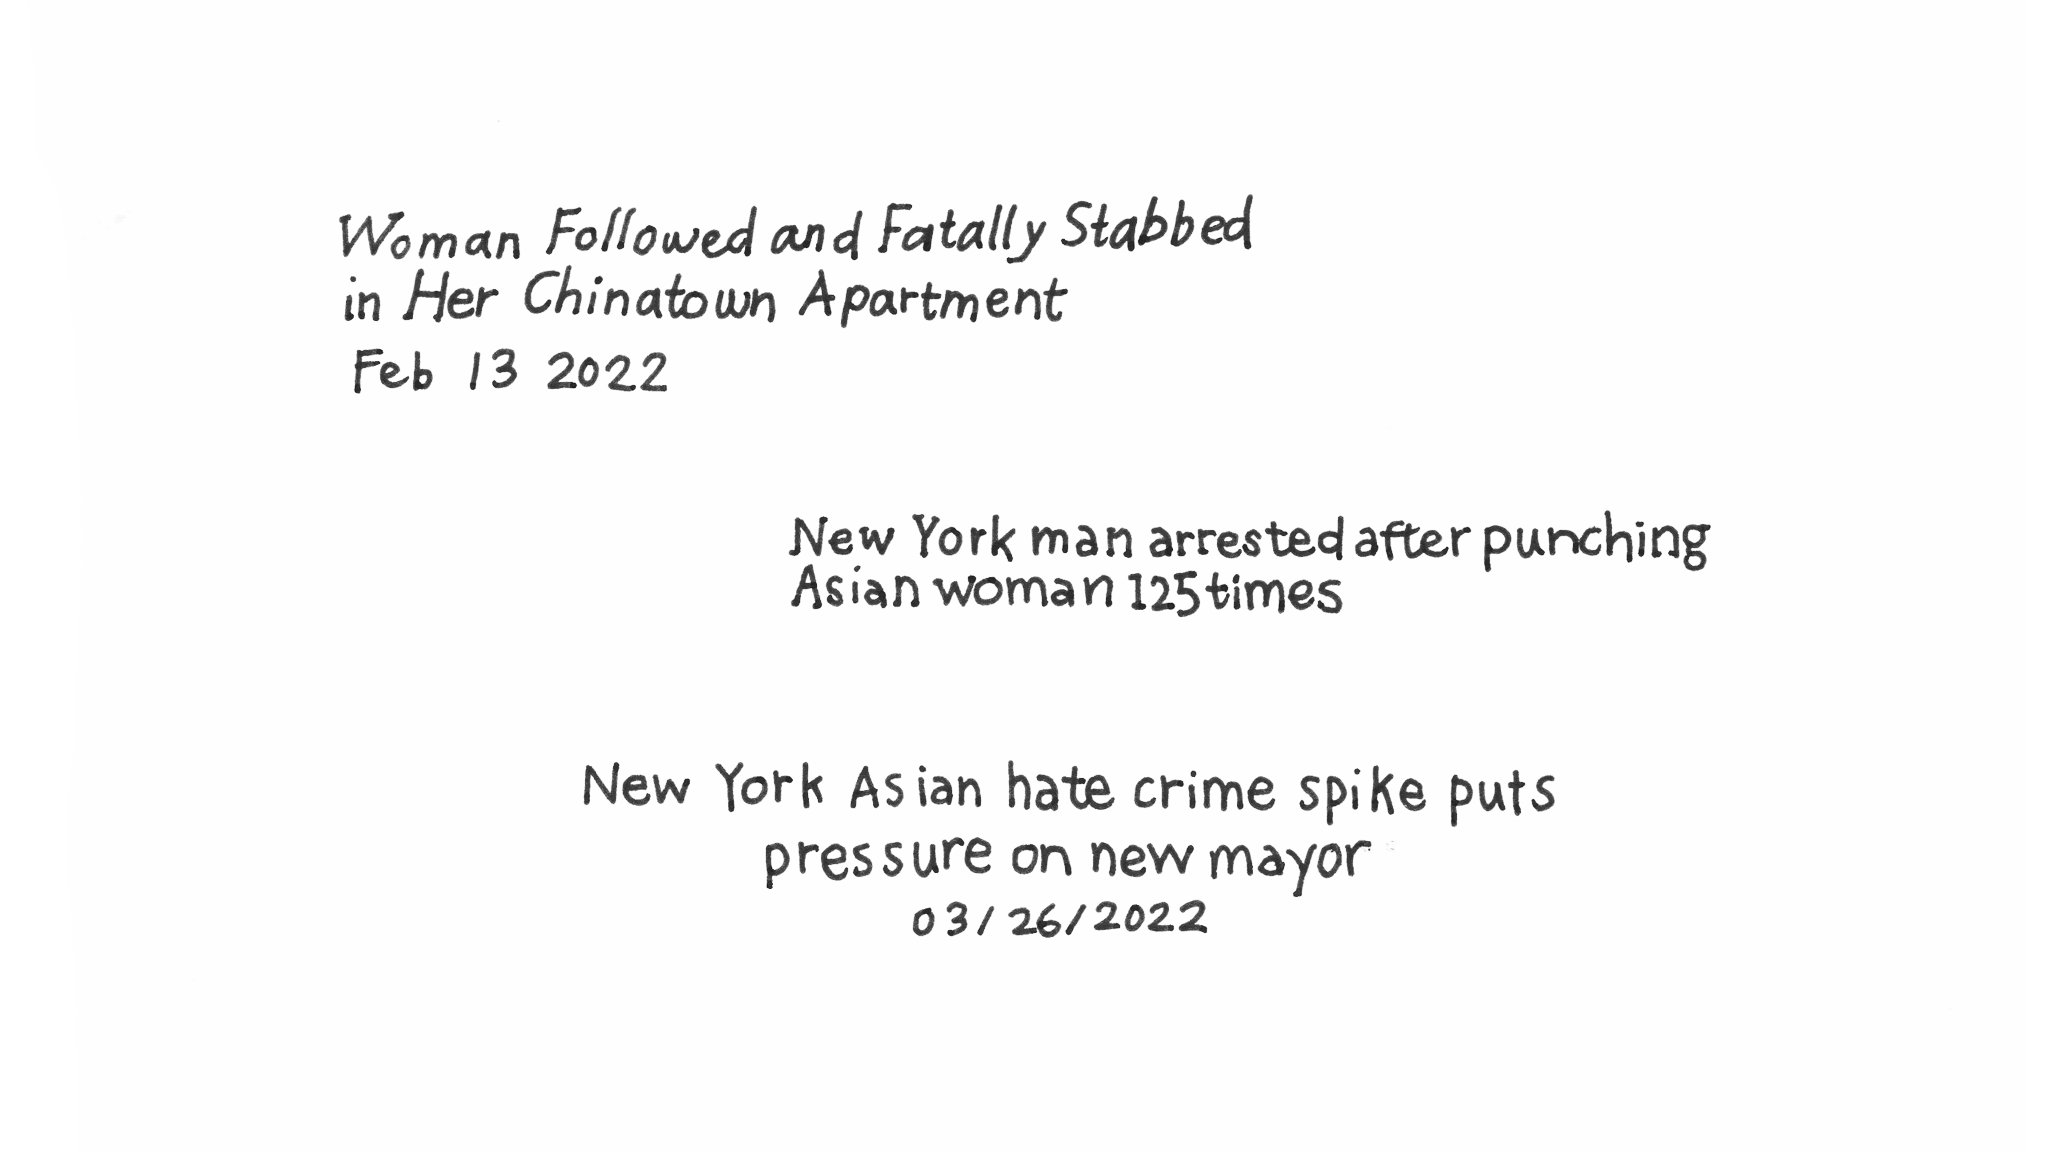 Woman Followed and Fatally Stabbed
in Her Chinatown Apartment
Feb 13 2022
New York man arrested after punching
Asian woman 125 times
New York Asian hate crime spike puts
pressure on new mayor
03/26/2022